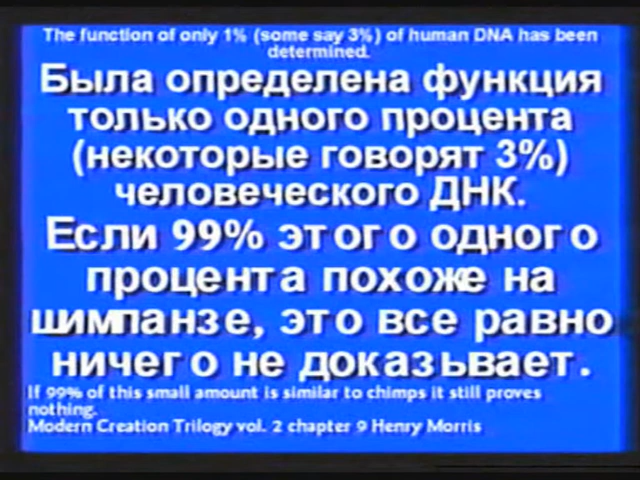 The function of only 1% (some say 3%) of human DNA has been
determined.
Была определена функция
только одного процента
(некоторые говорят 3%)
человеческого ДНК.
Если 99% этого одного
процента похоже на
шимпанзе, это все равно
ничего не доказывает.
If 99% of this small amount is similar to chimps it still proves
nothing.
Modern Creation Trilogy vol. 2 chapter 9 Henry Morris